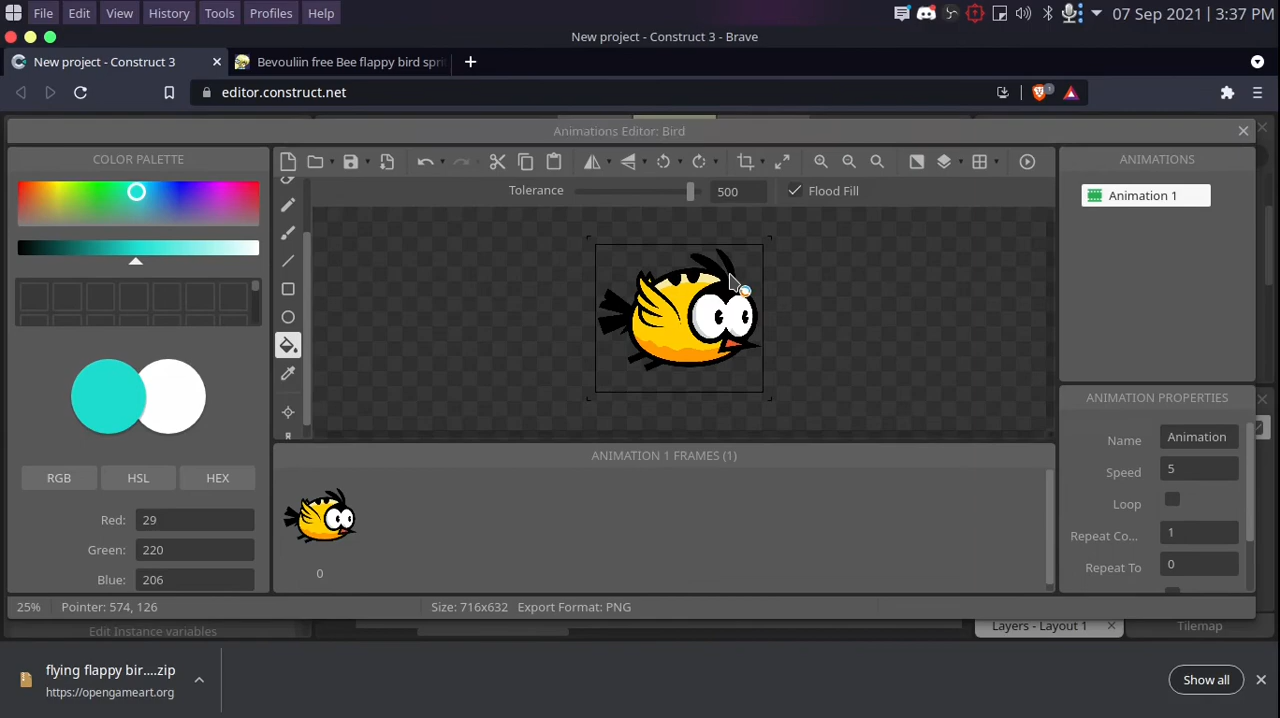 File Edit View History Tools Profiles Help 07 Sep 2021 | 3:37 PM
New project - Construct 3 - Brave
New project - Construct 3 Bevouliin free Bee flappy bird spri
editor.construct.net 1
Animations Editor: Bird
COLOR PALETTE
ANIMATIONS
Tolerance 500 Flood Fill
Animation 1
ANIMATION PROPERTIES
Name Animation
ANIMATION 1 FRAMES (1)
Speed 5
RGB HSL HEX
Loop
Red: 29
Repeat Co... 1
Green: 220
Repeat To 0
0
Blue: 206
25% Pointer: 574, 126 Size: 716x632 Export Format: PNG
Edit Instance variables Layers - Layout 1 Tilemap
flying flappy bir....zip
https://opengameart.org
Show all